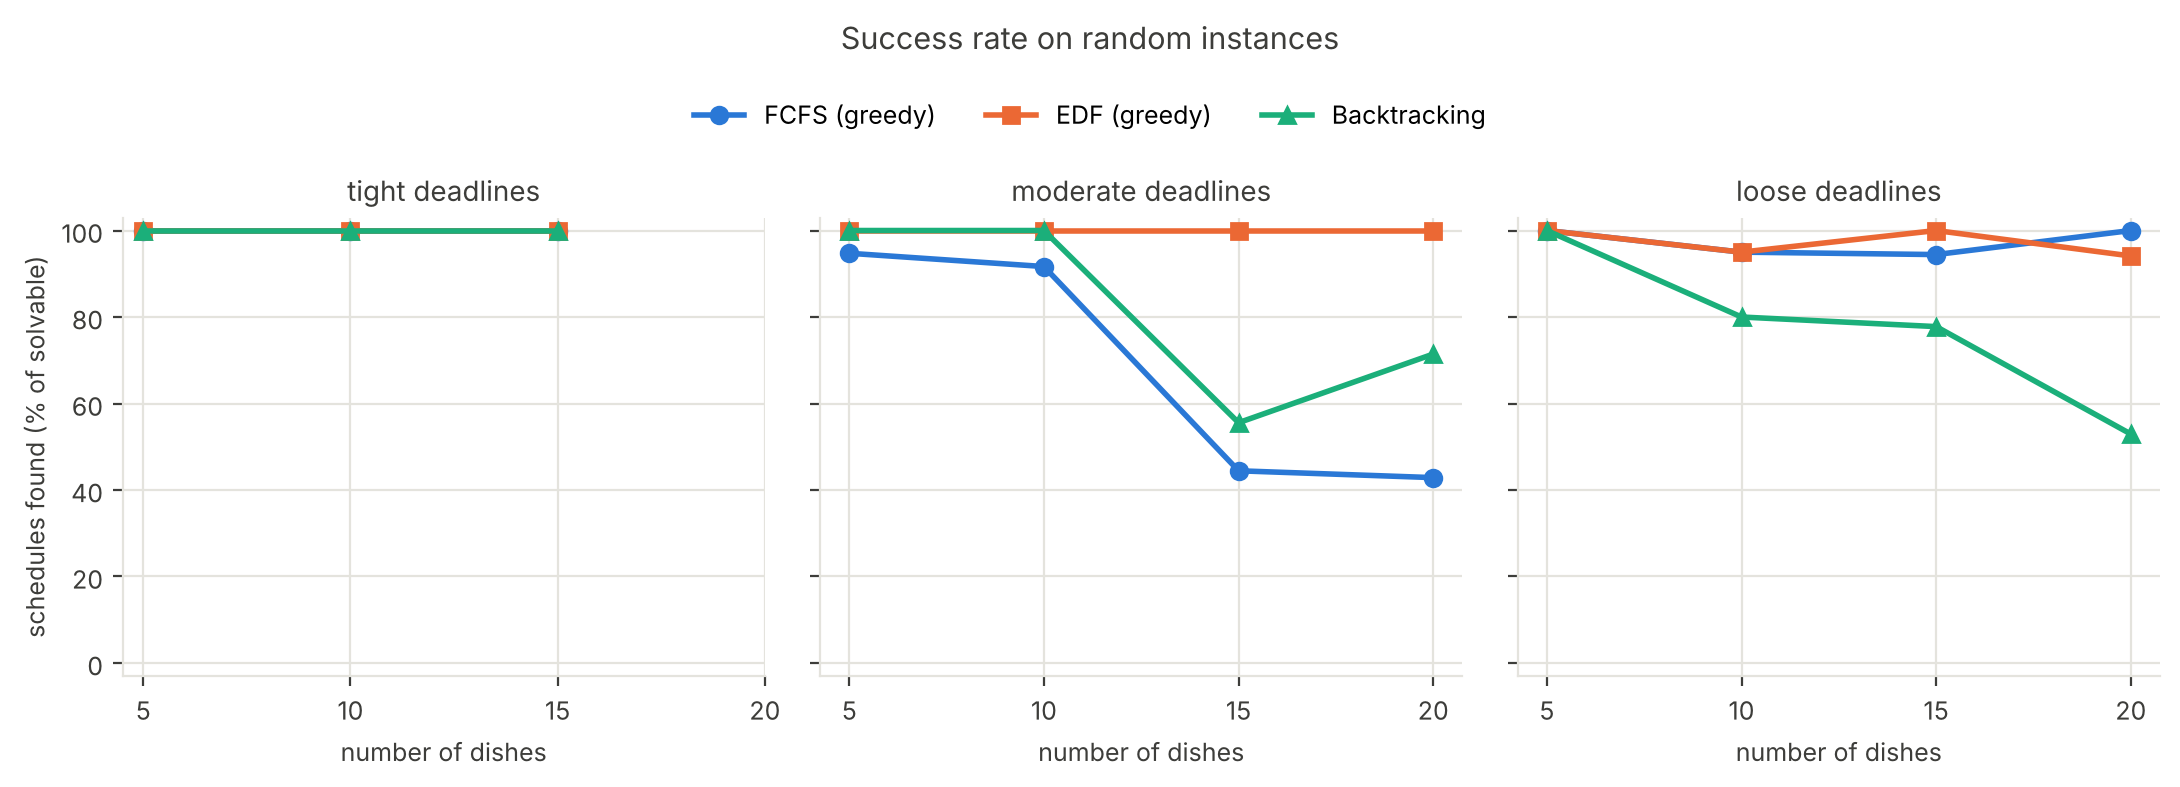 Success rate on random instances
FCFS (greedy) EDF (greedy) Backtracking
tight deadlines moderate deadlines loose deadlines
schedules found (% of solvable)
100
80
60
40
20
0
5 10 15 20 5 10 15 20 5 10 15 20
number of dishes number of dishes number of dishes